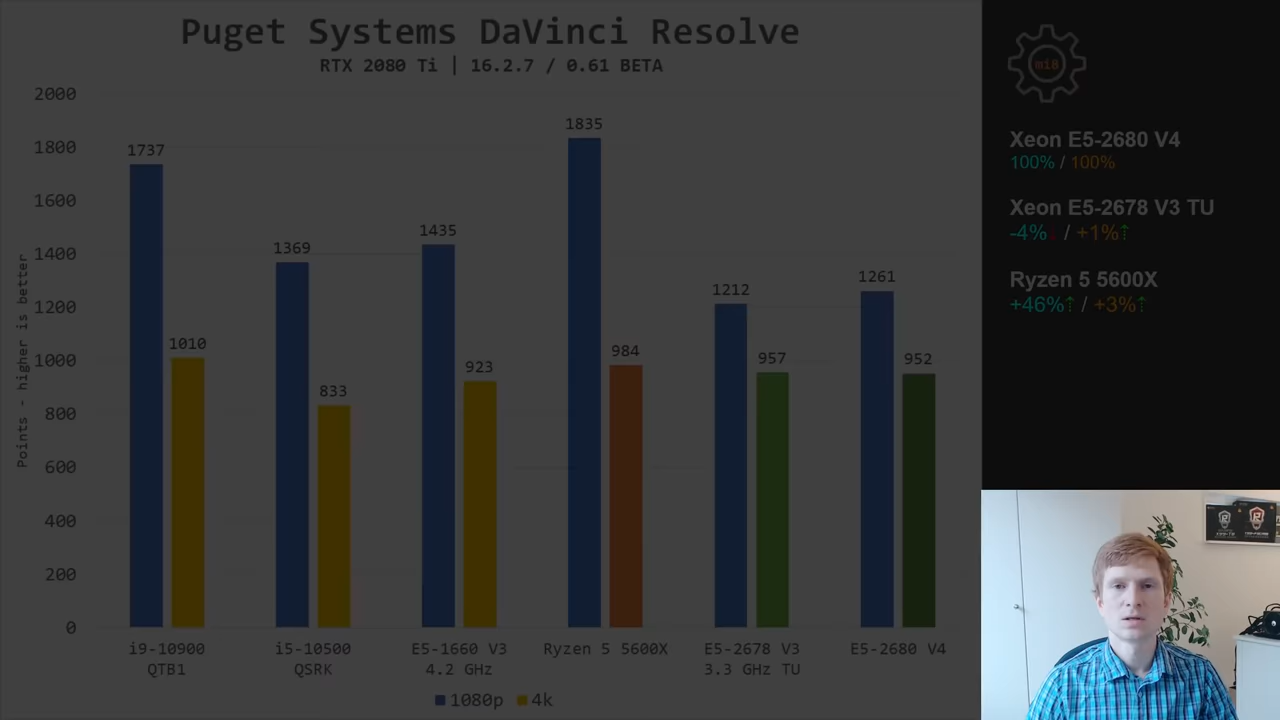 Puget Systems DaVinci Resolve
RTX 2080 Ti | 16.2.7 / 0.61 BETA
Points - higher is better
2000
1800
1600
1400
1200
1000
800
600
400
200
0
1737
1010
1369
833
1435
923
1835
984
1212
957
1261
952
i9-10900
QTB1
i5-10500
QSRK
E5-1660 V3
4.2 GHz
Ryzen 5 5600X
E5-2678 V3
3.3 GHz TU
E5-2680 V4
1080p
4k
mi8
Xeon E5-2680 V4
100% / 100%
Xeon E5-2678 V3 TU
-4%↓ / +1%↑
Ryzen 5 5600X
+46%↑ / +3%↑